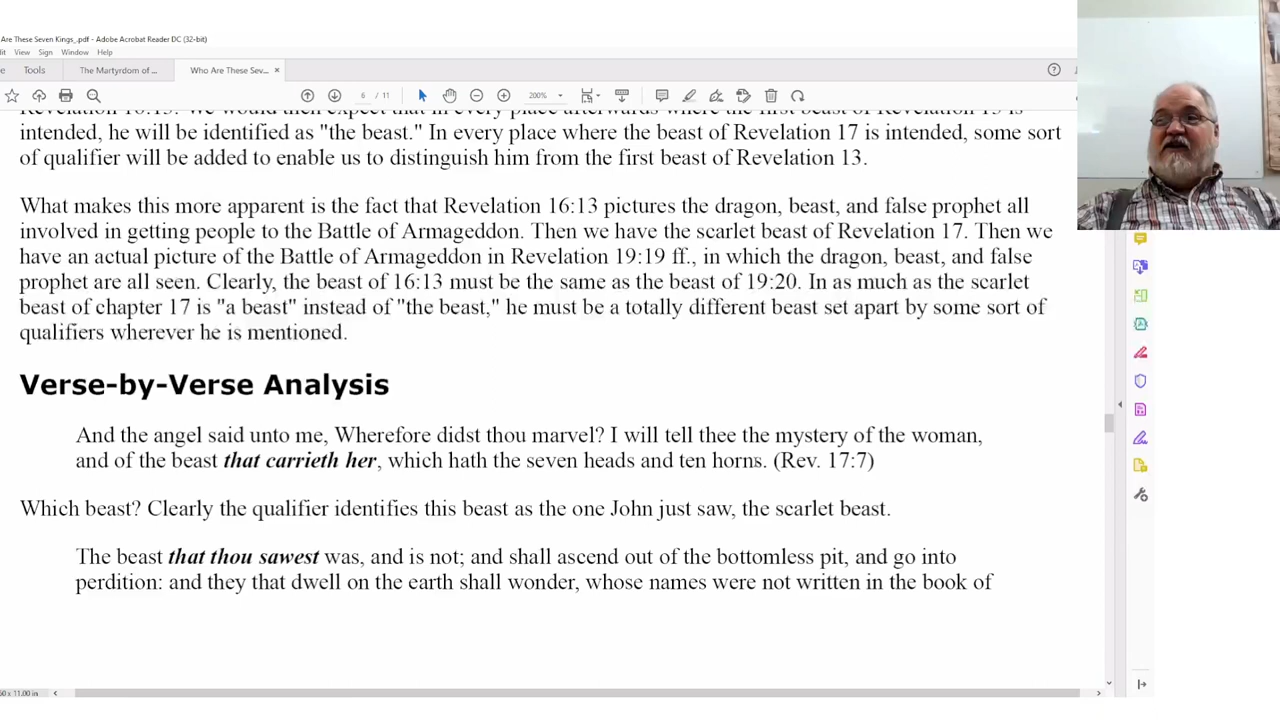 Are These Seven Kings_.pdf - Adobe Acrobat Reader DC (32-bit)
View Sign Window Help
Tools The Martyrdom of ... Who Are These Sev... ×
6 / 11 200%
intended, he will be identified as "the beast." In every place where the beast of Revelation 17 is intended, some sort
of qualifier will be added to enable us to distinguish him from the first beast of Revelation 13.
What makes this more apparent is the fact that Revelation 16:13 pictures the dragon, beast, and false prophet all
involved in getting people to the Battle of Armageddon. Then we have the scarlet beast of Revelation 17. Then we
have an actual picture of the Battle of Armageddon in Revelation 19:19 ff., in which the dragon, beast, and false
prophet are all seen. Clearly, the beast of 16:13 must be the same as the beast of 19:20. In as much as the scarlet
beast of chapter 17 is "a beast" instead of "the beast," he must be a totally different beast set apart by some sort of
qualifiers wherever he is mentioned.
Verse-by-Verse Analysis
And the angel said unto me, Wherefore didst thou marvel? I will tell thee the mystery of the woman,
and of the beast that carrieth her, which hath the seven heads and ten horns. (Rev. 17:7)
Which beast? Clearly the qualifier identifies this beast as the one John just saw, the scarlet beast.
The beast that thou sawest was, and is not; and shall ascend out of the bottomless pit, and go into
perdition: and they that dwell on the earth shall wonder, whose names were not written in the book of
x 11.00 in